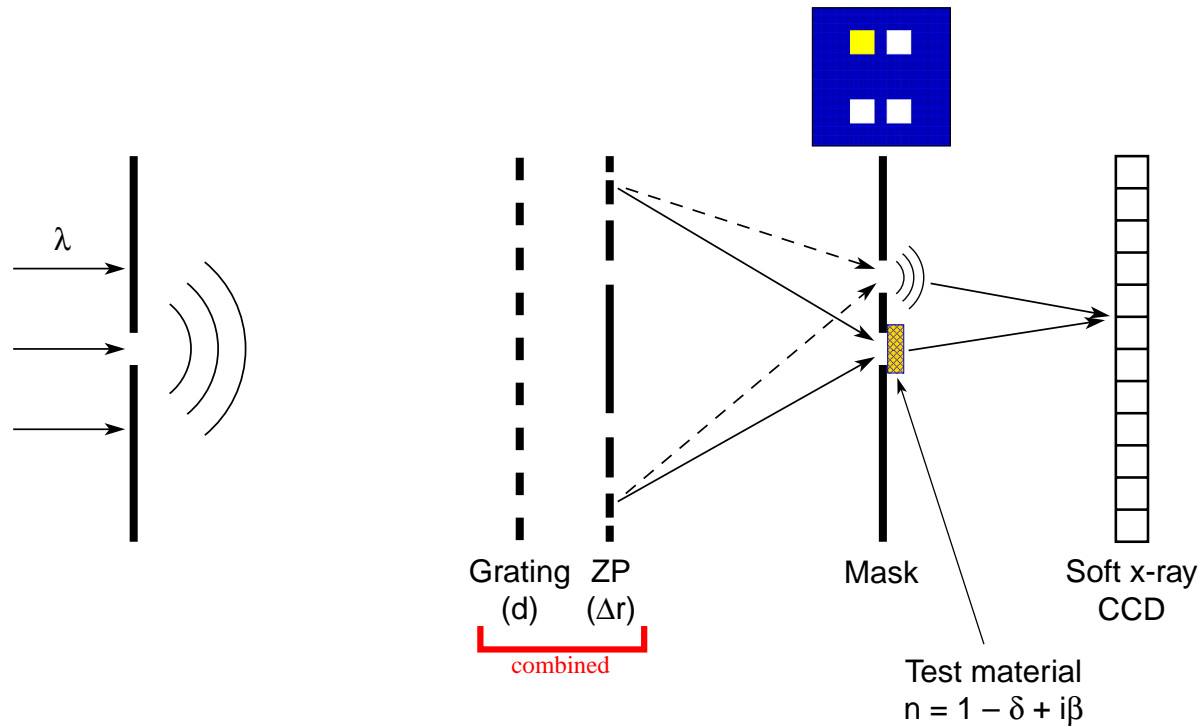 λ
Grating
(d)
ZP
(Δr)
combined
Mask
Soft x-ray
CCD
Test material
n = 1 − δ + iβ